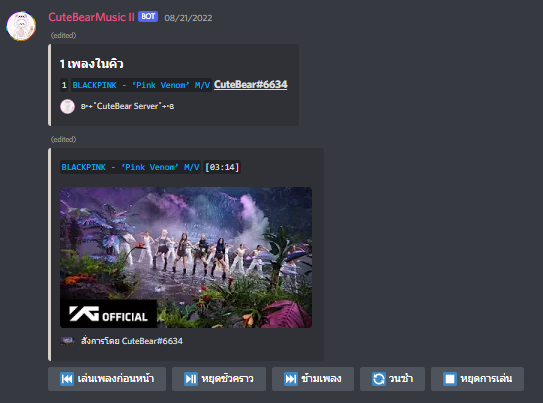 CuteBearMusic II BOT 08/21/2022
(edited)
1 เพลงในคิว
1 BLACKPINK - ‘Pink Venom’ M/V CuteBear#6634
ʚ•+˚CuteBear Server˚+•ɞ
(edited)
BLACKPINK - ‘Pink Venom’ M/V [03:14]
YG OFFICIAL
สั่งการโดย CuteBear#6634
เล่นเพลงก่อนหน้า หยุดชั่วคราว ข้ามเพลง วนซ้ำ หยุดการเล่น